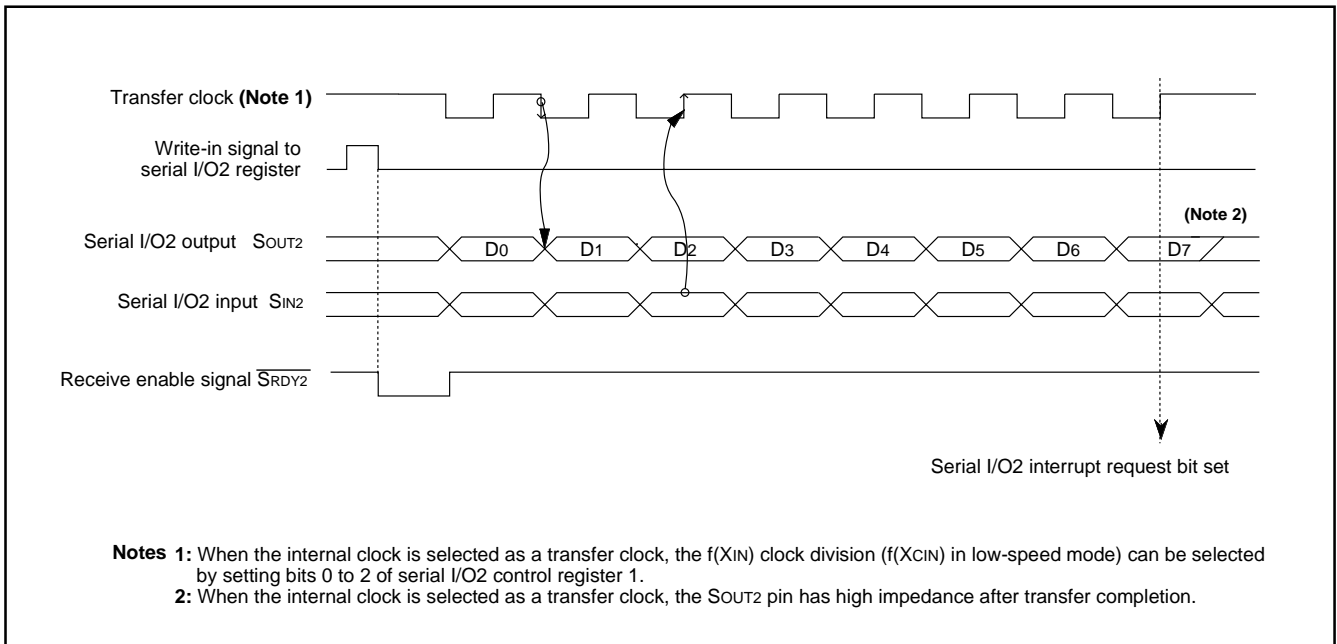 Transfer clock (Note 1)
Write-in signal to
serial I/O2 register
(Note 2)
Serial I/O2 output SOUT2
D0 D1 D2 D3 D4 D5 D6 D7
Serial I/O2 input SIN2
Receive enable signal SRDY2
Serial I/O2 interrupt request bit set
Notes 1: When the internal clock is selected as a transfer clock, the f(XIN) clock division (f(XCIN) in low-speed mode) can be selected
by setting bits 0 to 2 of serial I/O2 control register 1.
2: When the internal clock is selected as a transfer clock, the SOUT2 pin has high impedance after transfer completion.